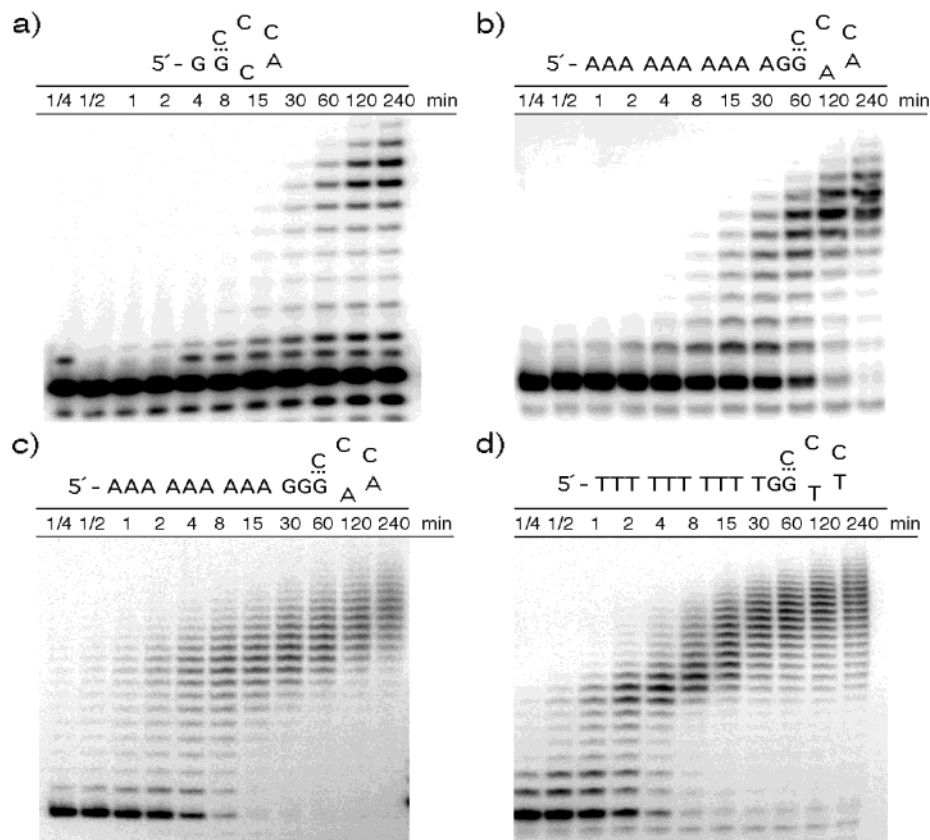 a)
C
C C
5´- G G C A
1/4 1/2 1 2 4 8 15 30 60 120 240 min
b)
C
C C
5´- AAA AAA AAA AGG A A
1/4 1/2 1 2 4 8 15 30 60 120 240 min
c)
C
C C
5´- AAA AAA AAA GGG A A
1/4 1/2 1 2 4 8 15 30 60 120 240 min
d)
C
C C
5´- TTT TTT TTT TGG T T
1/4 1/2 1 2 4 8 15 30 60 120 240 min